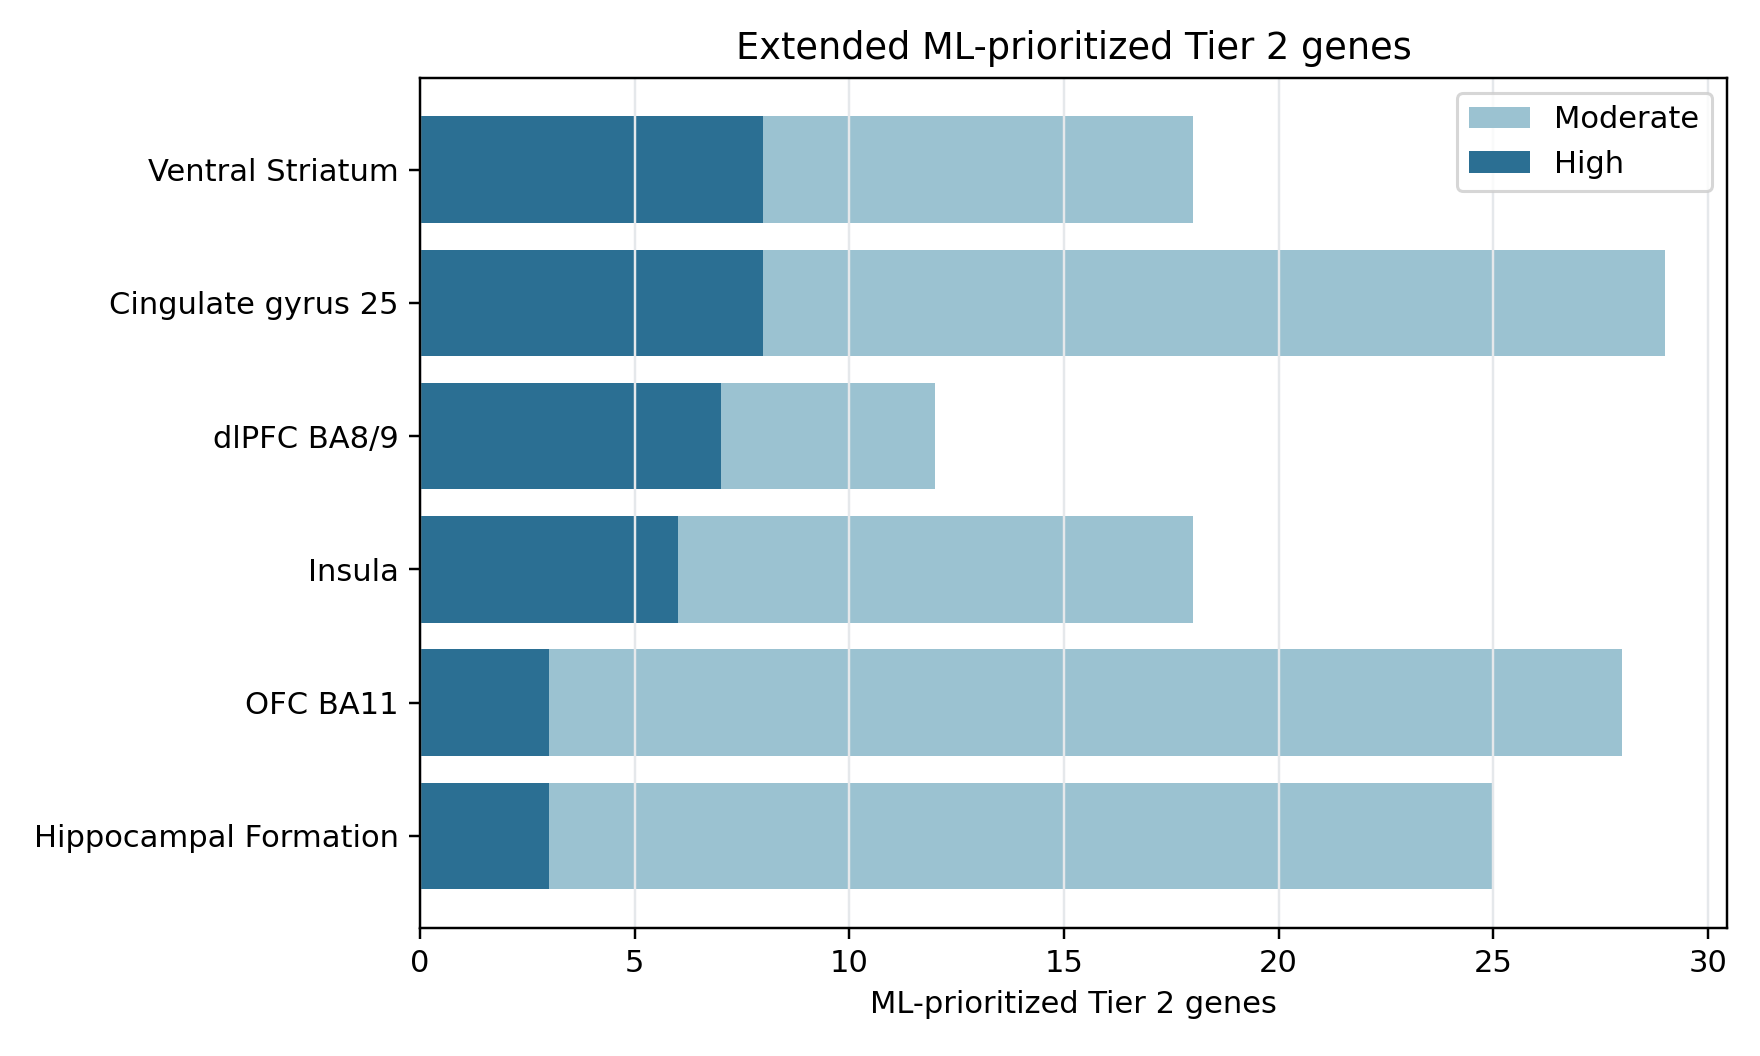 Extended ML-prioritized Tier 2 genes
Moderate
High
Ventral Striatum
Cingulate gyrus 25
dlPFC BA8/9
Insula
OFC BA11
Hippocampal Formation
0 5 10 15 20 25 30
ML-prioritized Tier 2 genes